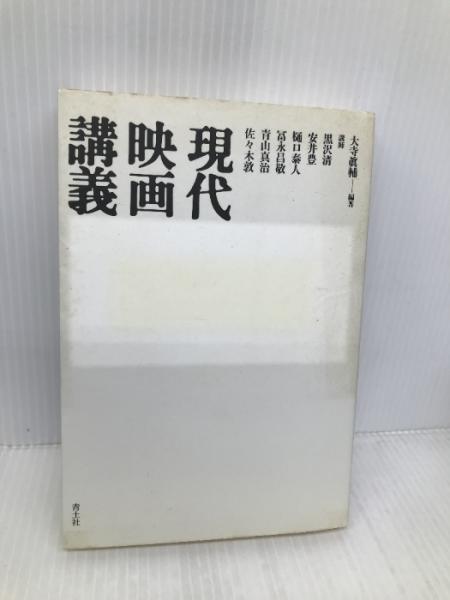 大寺眞輔──編著
講師
黒沢清
安井豊
樋口泰人
冨永昌敬
青山真治
佐々木敦
現代
映画
講義
青土社